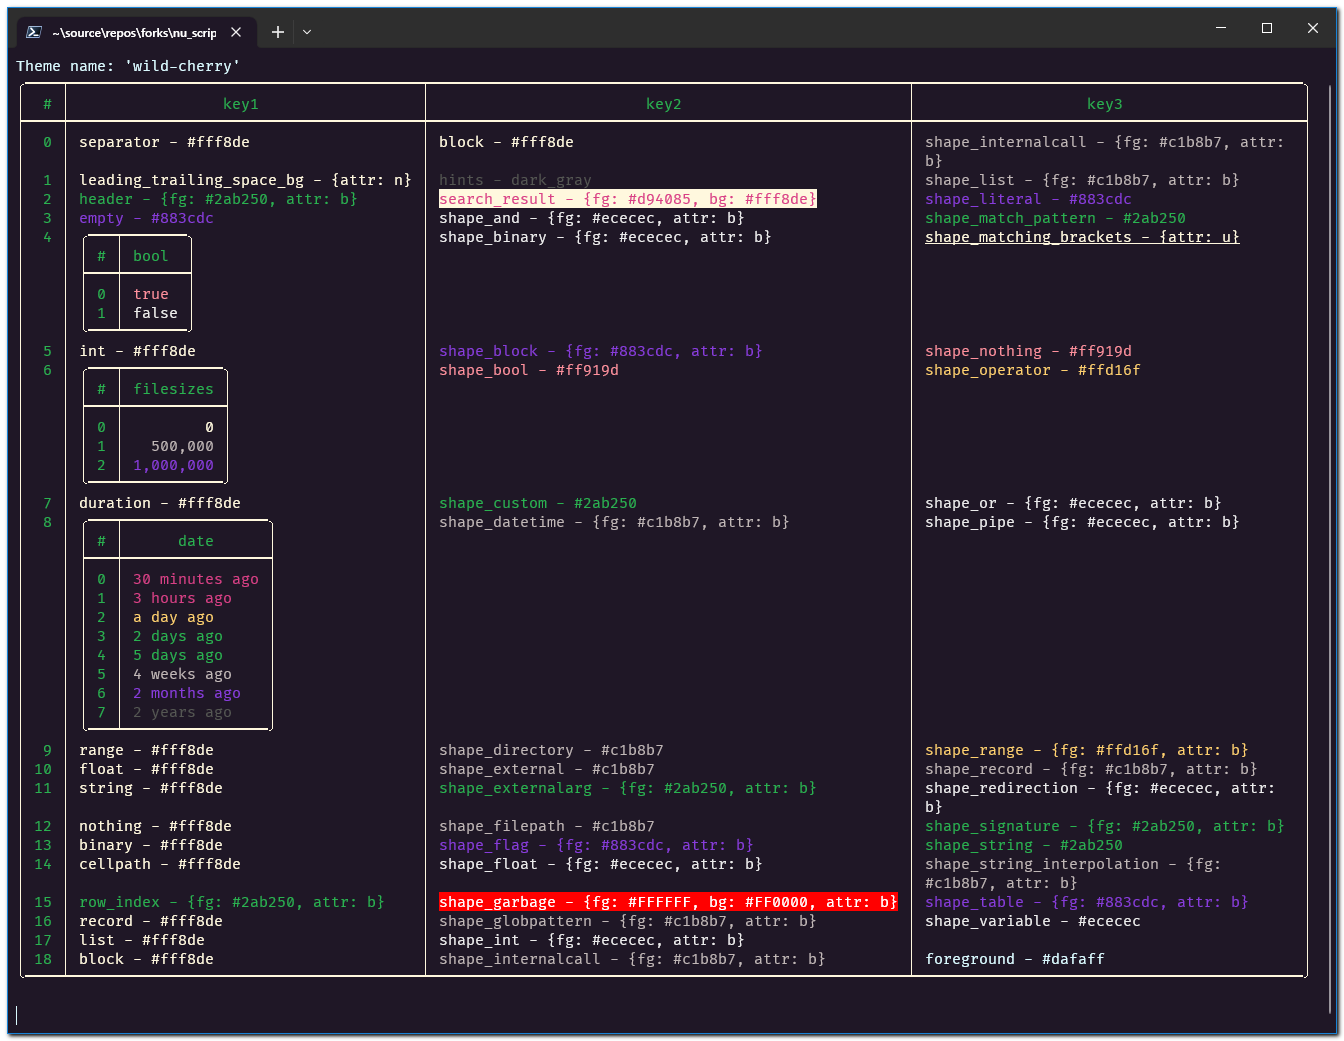 ~\source\repos\forks\nu_scrip
Theme name: 'wild-cherry'
# key1 key2 key3
0 separator - #fff8de block - #fff8de shape_internalcall - {fg: #c1b8b7, attr:
b}
1 leading_trailing_space_bg - {attr: n} hints - dark_gray shape_list - {fg: #c1b8b7, attr: b}
2 header - {fg: #2ab250, attr: b} search_result - {fg: #d94085, bg: #fff8de} shape_literal - #883cdc
3 empty - #883cdc shape_and - {fg: #ececec, attr: b} shape_match_pattern - #2ab250
4 shape_binary - {fg: #ececec, attr: b} shape_matching_brackets - {attr: u}
# bool
0 true
1 false
5 int - #fff8de shape_block - {fg: #883cdc, attr: b} shape_nothing - #ff919d
6 shape_bool - #ff919d shape_operator - #ffd16f
# filesizes
0 0
1 500,000
2 1,000,000
7 duration - #fff8de shape_custom - #2ab250 shape_or - {fg: #ececec, attr: b}
8 shape_datetime - {fg: #c1b8b7, attr: b} shape_pipe - {fg: #ececec, attr: b}
# date
0 30 minutes ago
1 3 hours ago
2 a day ago
3 2 days ago
4 5 days ago
5 4 weeks ago
6 2 months ago
7 2 years ago
9 range - #fff8de shape_directory - #c1b8b7 shape_range - {fg: #ffd16f, attr: b}
10 float - #fff8de shape_external - #c1b8b7 shape_record - {fg: #c1b8b7, attr: b}
11 string - #fff8de shape_externalarg - {fg: #2ab250, attr: b} shape_redirection - {fg: #ececec, attr:
b}
12 nothing - #fff8de shape_filepath - #c1b8b7 shape_signature - {fg: #2ab250, attr: b}
13 binary - #fff8de shape_flag - {fg: #883cdc, attr: b} shape_string - #2ab250
14 cellpath - #fff8de shape_float - {fg: #ececec, attr: b} shape_string_interpolation - {fg:
#c1b8b7, attr: b}
15 row_index - {fg: #2ab250, attr: b} shape_garbage - {fg: #FFFFFF, bg: #FF0000, attr: b} shape_table - {fg: #883cdc, attr: b}
16 record - #fff8de shape_globpattern - {fg: #c1b8b7, attr: b} shape_variable - #ececec
17 list - #fff8de shape_int - {fg: #ececec, attr: b}
18 block - #fff8de shape_internalcall - {fg: #c1b8b7, attr: b} foreground - #dafaff